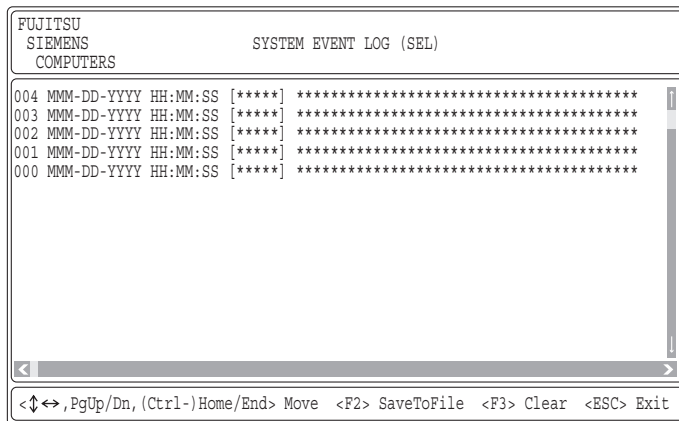 FUJITSU
SIEMENS SYSTEM EVENT LOG (SEL)
COMPUTERS
004 MMM-DD-YYYY HH:MM:SS [*****] ****************************************
003 MMM-DD-YYYY HH:MM:SS [*****] ****************************************
002 MMM-DD-YYYY HH:MM:SS [*****] ****************************************
001 MMM-DD-YYYY HH:MM:SS [*****] ****************************************
000 MMM-DD-YYYY HH:MM:SS [*****] ****************************************
<↕↔,PgUp/Dn,(Ctrl-)Home/End> Move <F2> SaveToFile <F3> Clear <ESC> Exit